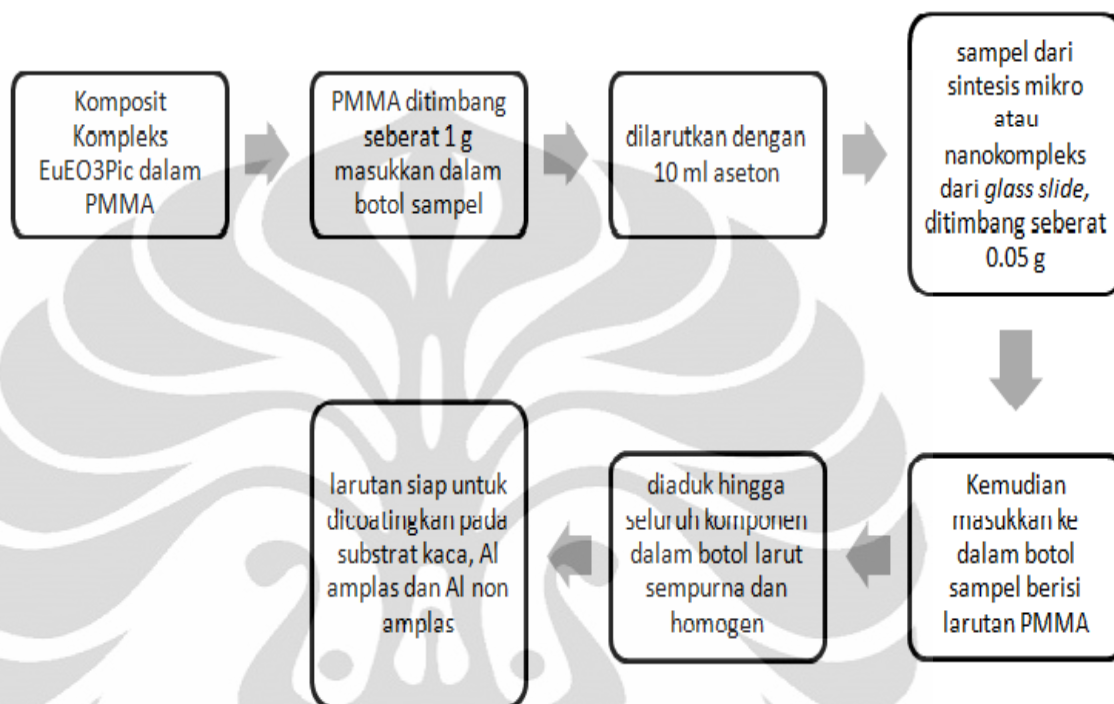 Komposit
Kompleks
EuEO3Pic dalam
PMMA
PMMA ditimbang
seberat 1 g
masukkan dalam
botol sampel
dilarutkan dengan
10 ml aseton
sampel dari
sintesis mikro
atau
nanokompleks
dari glass slide,
ditimbang seberat
0.05 g
Kemudian
masukkan ke
dalam botol
sampel berisi
larutan PMMA
diaduk hingga
seluruh komponen
dalam botol larut
sempurna dan
homogen
larutan siap untuk
dicoatingkan pada
substrat kaca, Al
amplas dan Al non
amplas